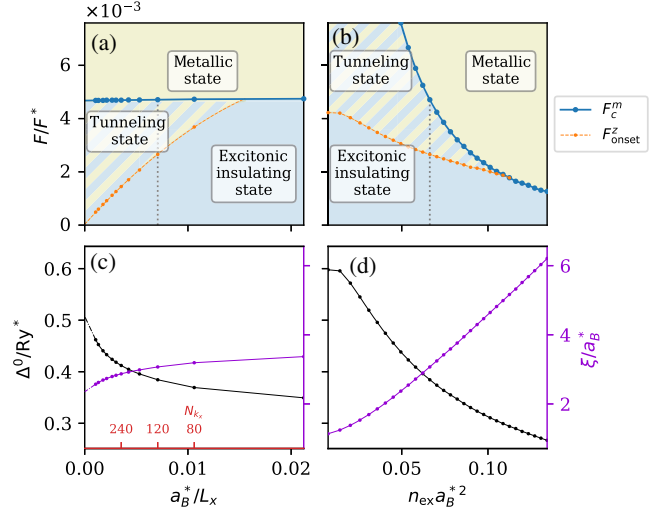 ×10⁻³
(a)
Metallic
state
Tunneling
state
Excitonic
insulating
state
F/F*
6
4
2
0
(b)
Tunneling
state
Metallic
state
Excitonic
insulating
state
F_c^m
F_onset^z
(c)
Δ⁰/Ry*
0.6
0.5
0.4
0.3
N_{k_x}
240 120 80
0.00 0.01 0.02
a_B^*/L_x
(d)
6
4
2
ξ/a_B^*
0.05 0.10
n_ex a_B^{*2}